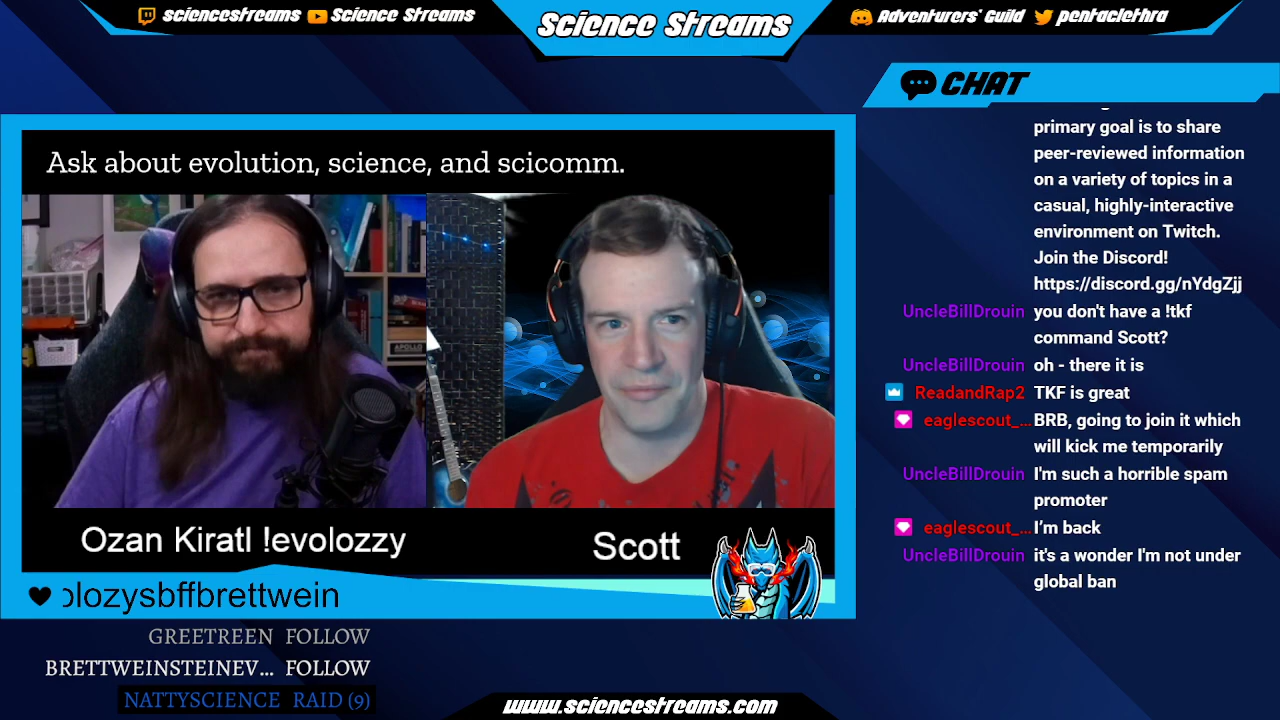 sciencestreams Science Streams
Science Streams
Adventurers' Guild pentaclethra
CHAT
Ask about evolution, science, and scicomm.
primary goal is to share
peer-reviewed information
on a variety of topics in a
casual, highly-interactive
environment on Twitch.
Join the Discord!
https://discord.gg/nYdgZjj
UncleBillDrouin you don't have a !tkf
command Scott?
UncleBillDrouin oh - there it is
ReadandRap2 TKF is great
eaglescout_... BRB, going to join it which
will kick me temporarily
UncleBillDrouin I'm such a horrible spam
promoter
eaglescout_... I'm back
UncleBillDrouin it's a wonder I'm not under
global ban
APOLLO
Ozan Kiratl !evolozzy
Scott
olozysbffbrettwein
GREETREEN FOLLOW
BRETTWEINSTEINEV... FOLLOW
NATTYSCIENCE RAID (9)
www.sciencestreams.com